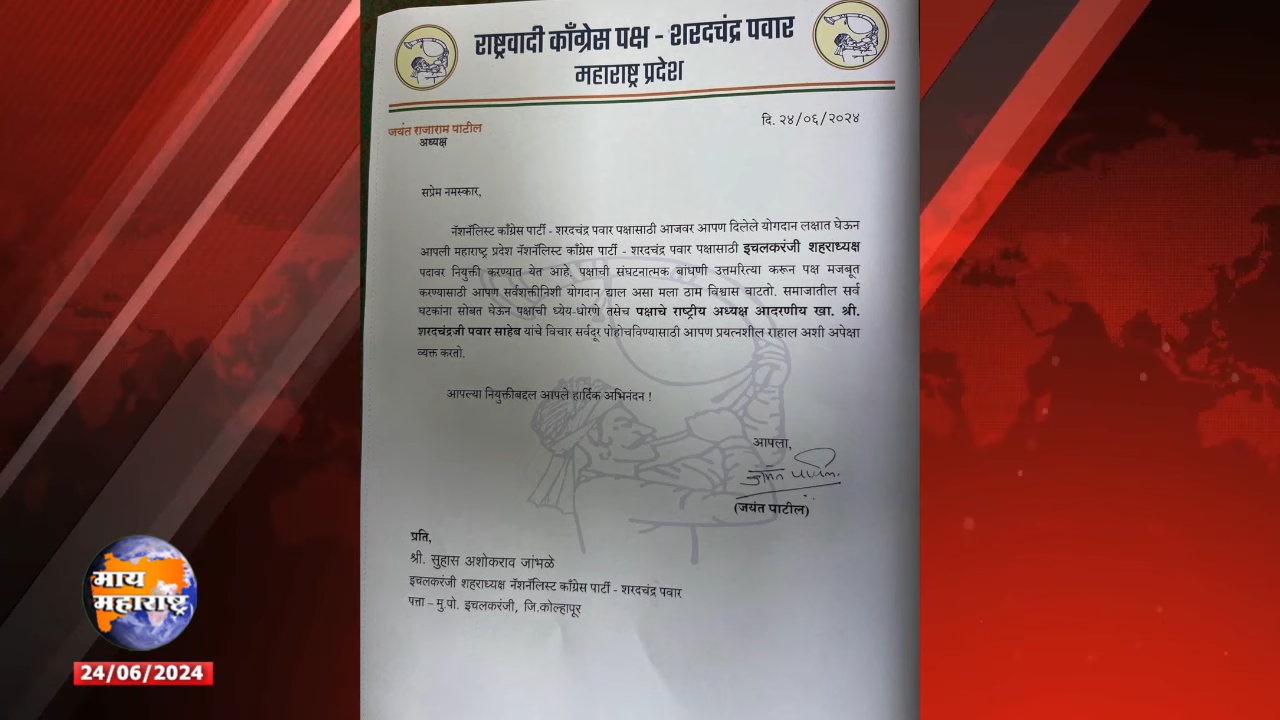 राष्ट्रवादी काँग्रेस पक्ष - शरदचंद्र पवार
महाराष्ट्र प्रदेश
जयंत राजाराम पाटील
अध्यक्ष
दि. २४/०६/२०२४
सप्रेम नमस्कार,
नॅशनॅलिस्ट काँग्रेस पार्टी - शरदचंद्र पवार पक्षासाठी आजवर आपण दिलेले योगदान लक्षात घेऊन
आपली महाराष्ट्र प्रदेश नॅशनॅलिस्ट काँग्रेस पार्टी - शरदचंद्र पवार पक्षासाठी इचलकरंजी शहराध्यक्ष
पदावर नियुक्ती करण्यात येत आहे. पक्षाची संघटनात्मक बांघणी उत्तमरित्या करून पक्ष मजबूत
करण्यासाठी आपण सर्वशक्तीनिशी योगदान द्याल असा मला ठाम विश्वास वाटतो. समाजातील सर्व
घटकांना सोबत घेऊन पक्षाची ध्येय-धोरणे तसेच पक्षाचे राष्ट्रीय अध्यक्ष आदरणीय खा. श्री.
शरदचंद्रजी पवार साहेब यांचे विचार सर्वदूर पोहोचविण्यासाठी आपण प्रयत्नशील राहाल अशी अपेक्षा
व्यक्त करतो.
आपल्या नियुक्तीबद्दल आपले हार्दिक अभिनंदन !
आपला,
(जयंत पाटील)
प्रति,
श्री. सुहास अशोकराव जांभळे
इचलकरंजी शहराध्यक्ष नॅशनॅलिस्ट काँग्रेस पार्टी - शरदचंद्र पवार
पत्ता – मु.पो. इचलकरंजी, जि.कोल्हापूर
माय
महाराष्ट्र
24/06/2024